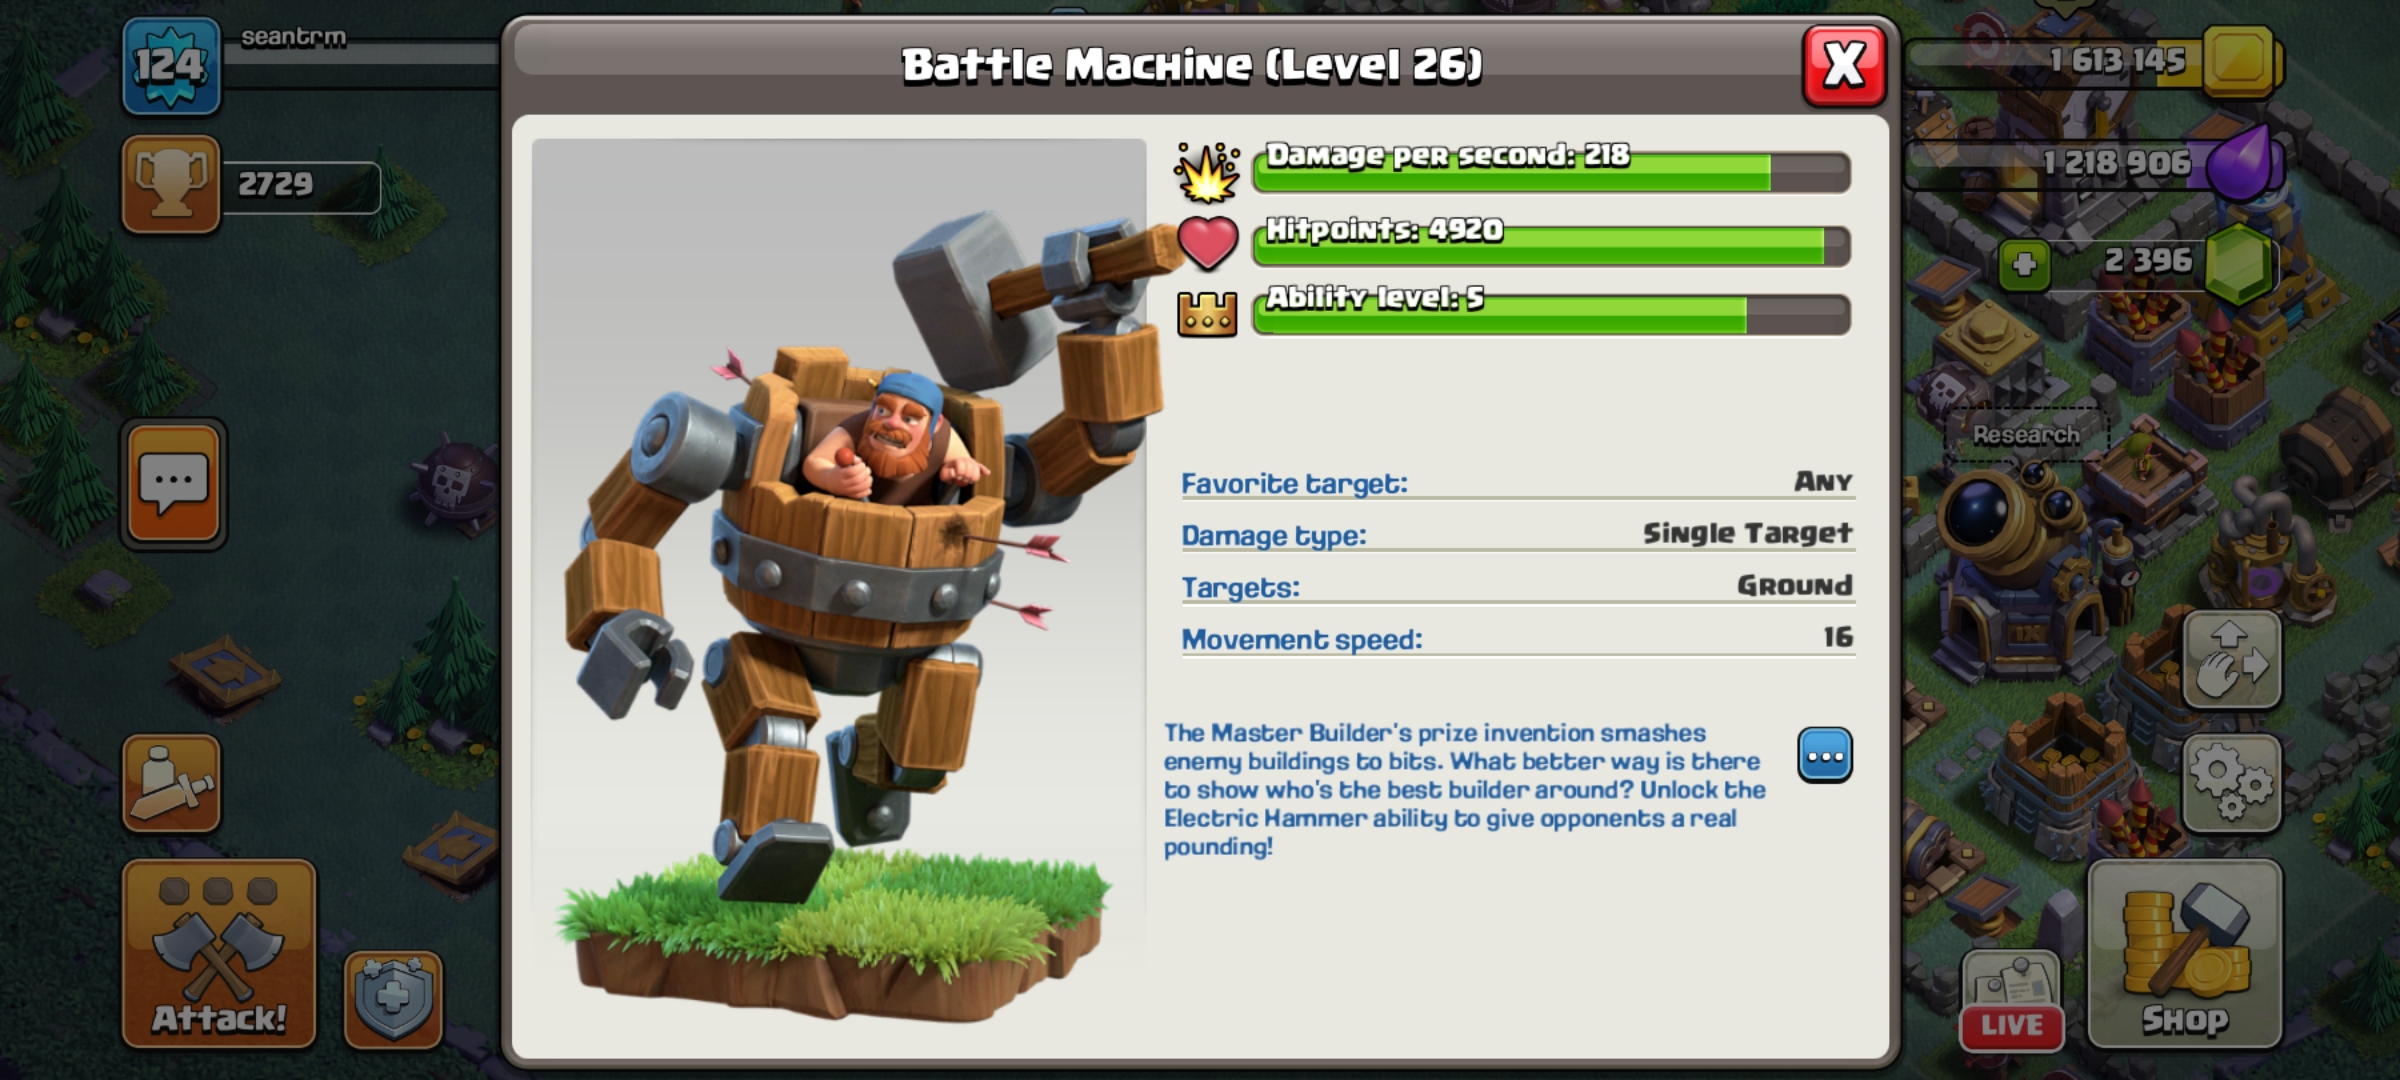 124
seantrm
Battle Machine (Level 26)
X
1 613 145
2729
1 218 906
2 396
Damage per second: 218
Hitpoints: 4920
Ability level: 5
Research
Favorite target: Any
Damage type: Single Target
Targets: Ground
Movement speed: 16
The Master Builder's prize invention smashes
enemy buildings to bits. What better way is there
to show who's the best builder around? Unlock the
Electric Hammer ability to give opponents a real
pounding!
IX
Attack!
LIVE
Shop